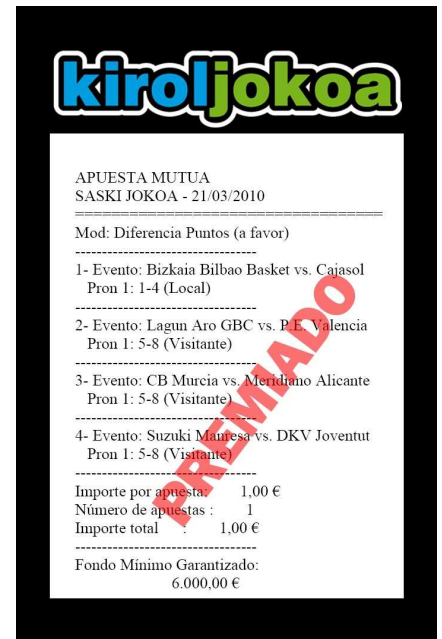 kiroljokoa
APUESTA MUTUA
SASKI JOKOA - 21/03/2010
==================================
Mod: Diferencia Puntos (a favor)
----------------------------------
1- Evento: Bizkaia Bilbao Basket vs. Cajasol
Pron 1: 1-4 (Local)
----------------------------------
2- Evento: Lagun Aro GBC vs. P.E. Valencia
Pron 1: 5-8 (Visitante)
----------------------------------
3- Evento: CB Murcia vs. Meridiano Alicante
Pron 1: 5-8 (Visitante)
----------------------------------
4- Evento: Suzuki Manresa vs. DKV Joventut
Pron 1: 5-8 (Visitante)
----------------------------------
Importe por apuesta: 1,00 €
Número de apuestas : 1
Importe total : 1,00 €
----------------------------------
Fondo Mínimo Garantizado:
6.000,00 €
PREMIADO